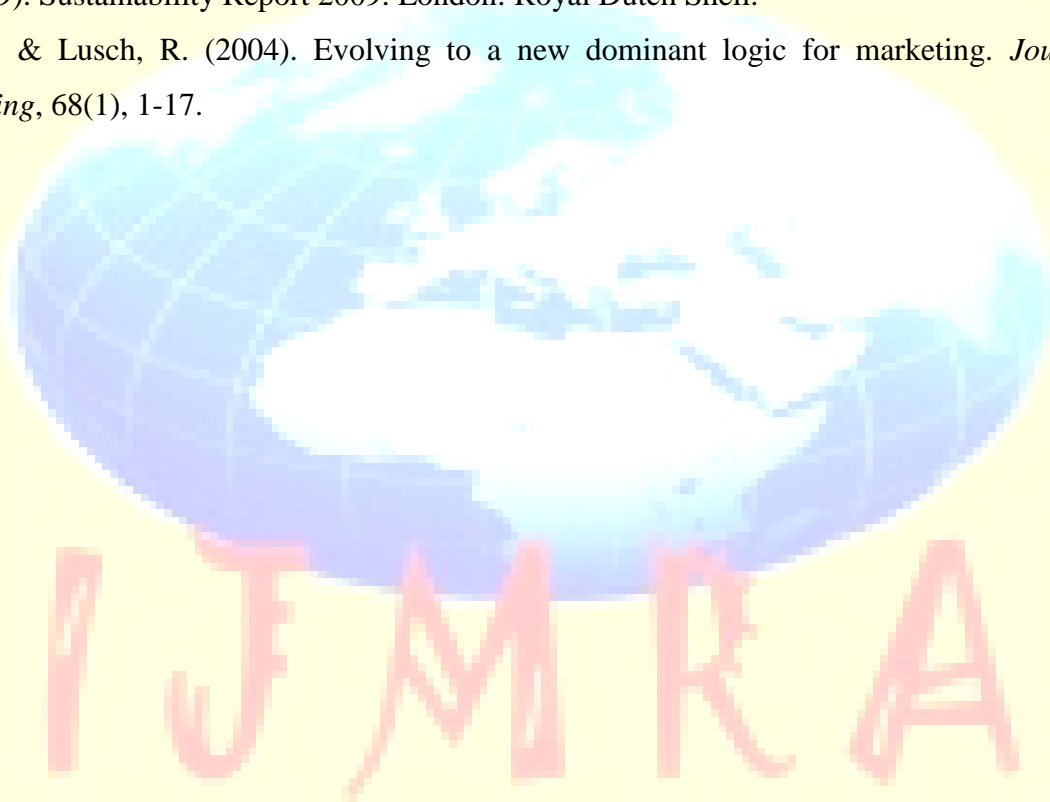 9). Sustainability Report 2009. London: Royal Dutch Shell.
& Lusch, R. (2004). Evolving to a new dominant logic for marketing. Jou
ing, 68(1), 1-17.
IJMRA